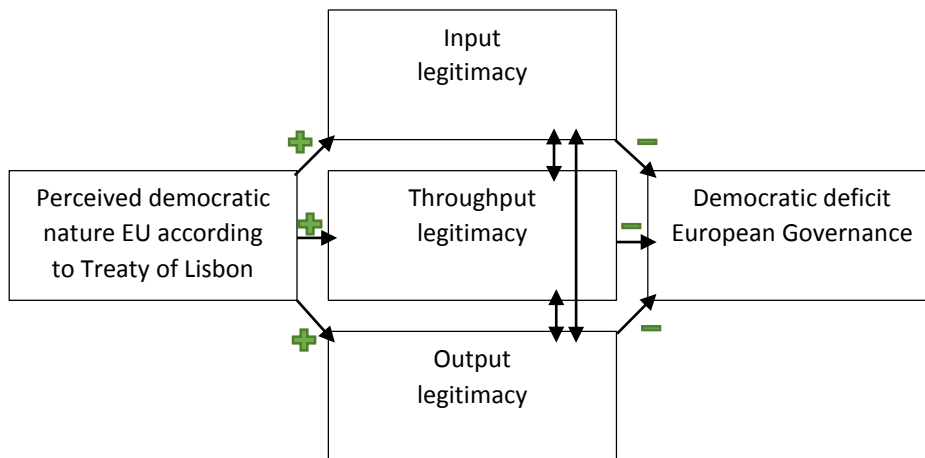 Input
legitimacy
Perceived democratic
nature EU according
to Treaty of Lisbon
Throughput
legitimacy
Democratic deficit
European Governance
Output
legitimacy